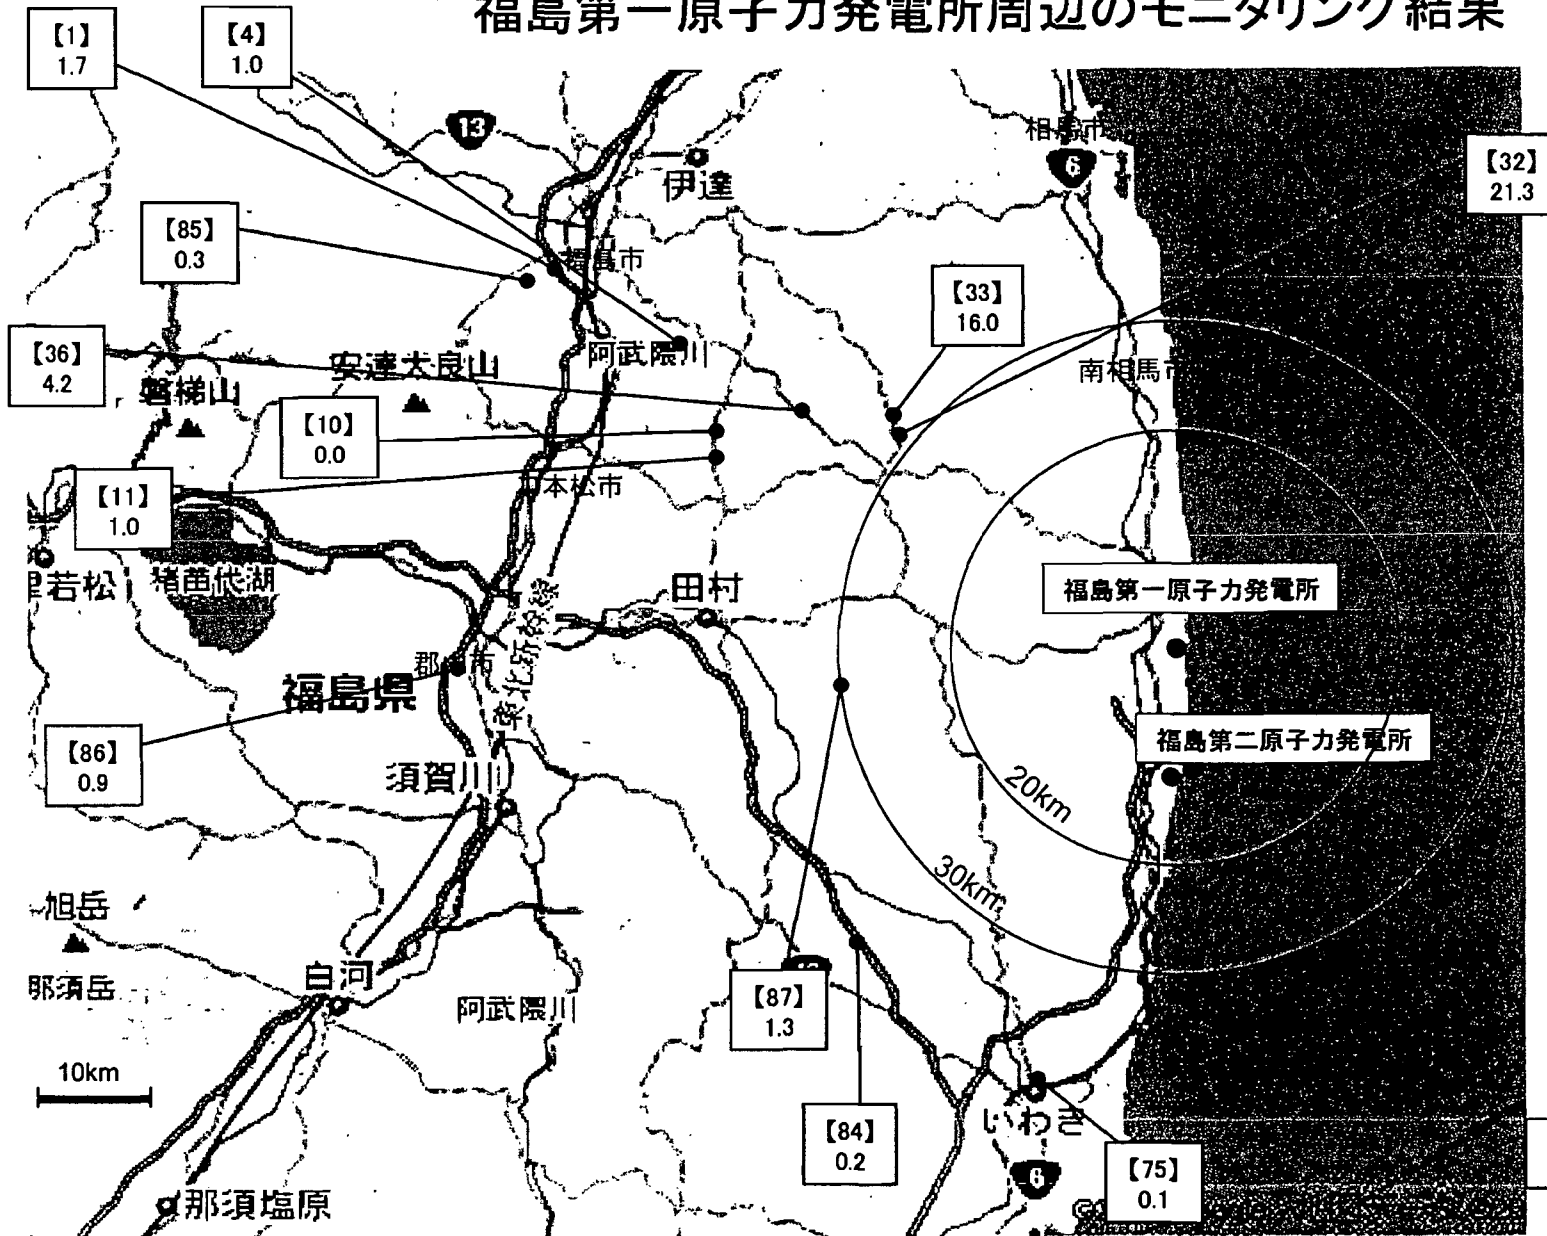 福島第一原子力発電所周辺のモニタリング結果
【1】
1.7
【4】
1.0
13
相馬市
6
伊達
【32】
21.3
【85】
0.3
福島市
【33】
16.0
【36】
4.2
安達太良山
阿武隈川
南相馬市
磐梯山
【10】
0.0
【11】
1.0
本松市
若松
猪苗代湖
田村
福島第一原子力発電所
東北新幹線
郡山市
福島県
【86】
0.9
須賀川
福島第二原子力発電所
20km
30km
旭岳
那須岳
白河
阿武隈川
【87】
1.3
10km
【84】
0.2
いわき
6
【75】
0.1
那須塩原